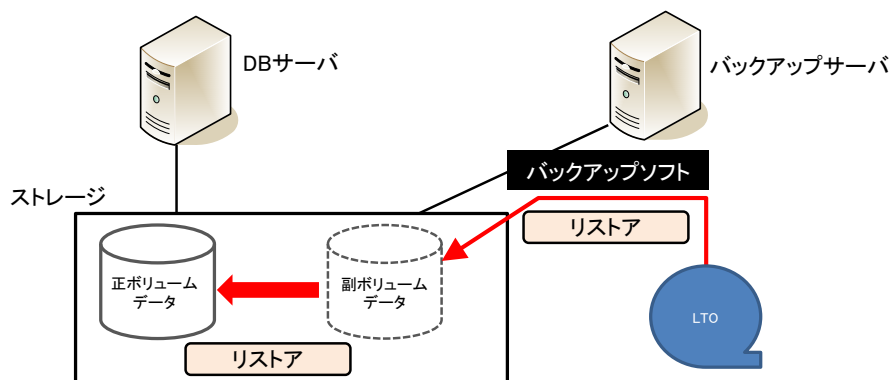 DBサーバ
バックアップサーバ
バックアップソフト
ストレージ
リストア
正ボリューム
データ
副ボリューム
データ
LTO
リストア